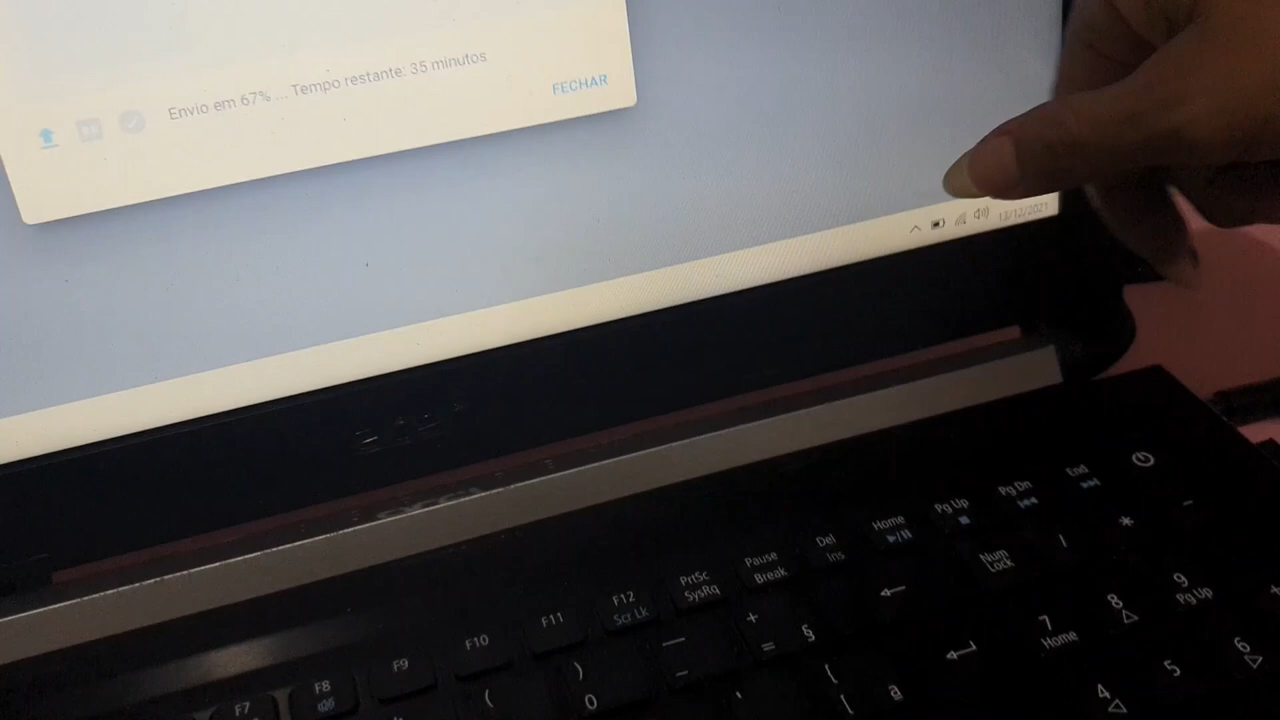 Envio em 67% ... Tempo restante: 35 minutos
FECHAR
13/12/2021
End
Pg Dn
Pg Up
Home
Del
Ins
Pause
Break
PrtSc
SysRq
F12
Scr Lk
F11
F10
F9
F8
F7
Num
Lock
/
*
-
+
=
§
)
0
(
7
Home
8
9
Pg Up
4
5
6